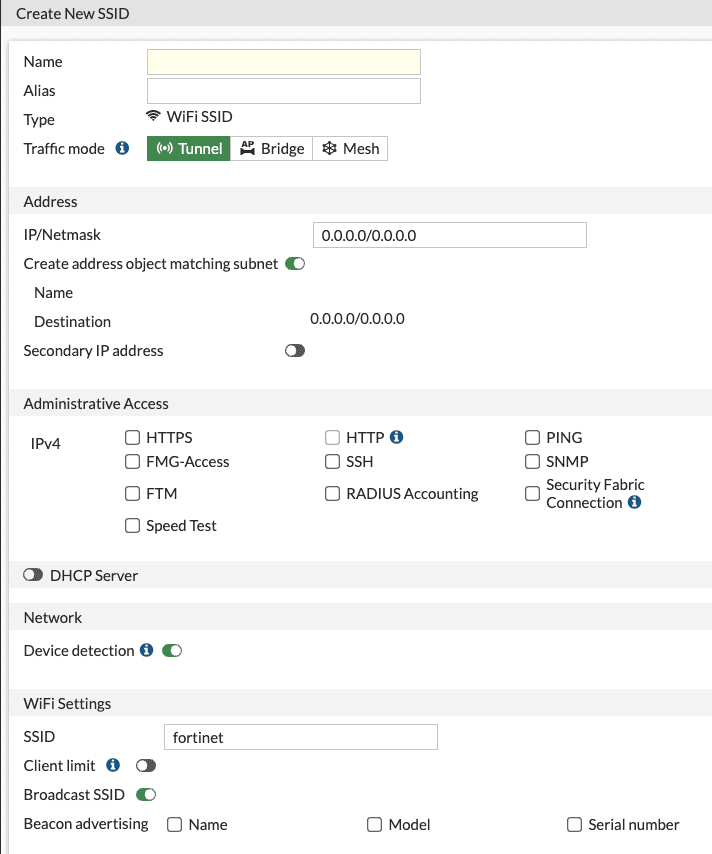 Create New SSID
Name
Alias
Type WiFi SSID
Traffic mode Tunnel AP Bridge Mesh
Address
IP/Netmask 0.0.0.0/0.0.0.0
Create address object matching subnet
Name
Destination 0.0.0.0/0.0.0.0
Secondary IP address
Administrative Access
IPv4 HTTPS HTTP PING
FMG-Access SSH SNMP
FTM RADIUS Accounting Security Fabric
Connection
Speed Test
DHCP Server
Network
Device detection
WiFi Settings
SSID fortinet
Client limit
Broadcast SSID
Beacon advertising Name Model Serial number